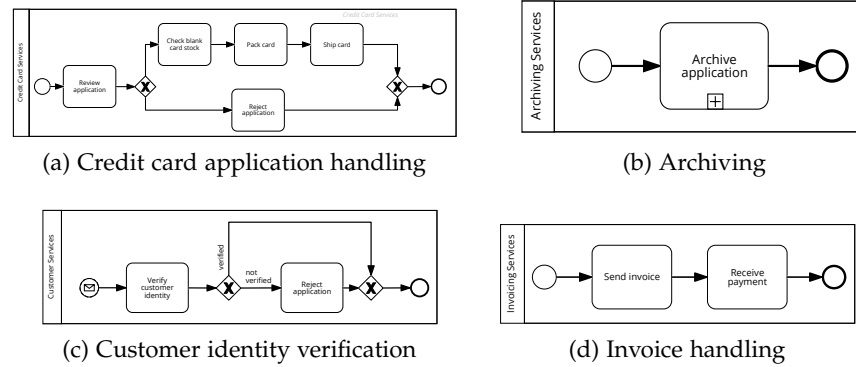 Credit Card Services
Credit Card Services
Review
application
Check blank
card stock
Pack card
Ship card
Reject
application
(a) Credit card application handling
Archiving Services
Archive
application
(b) Archiving
Customer Services
Verify
customer
identity
verified
not
verified
Reject
application
(c) Customer identity verification
Invoicing Services
Send invoice
Receive
payment
(d) Invoice handling